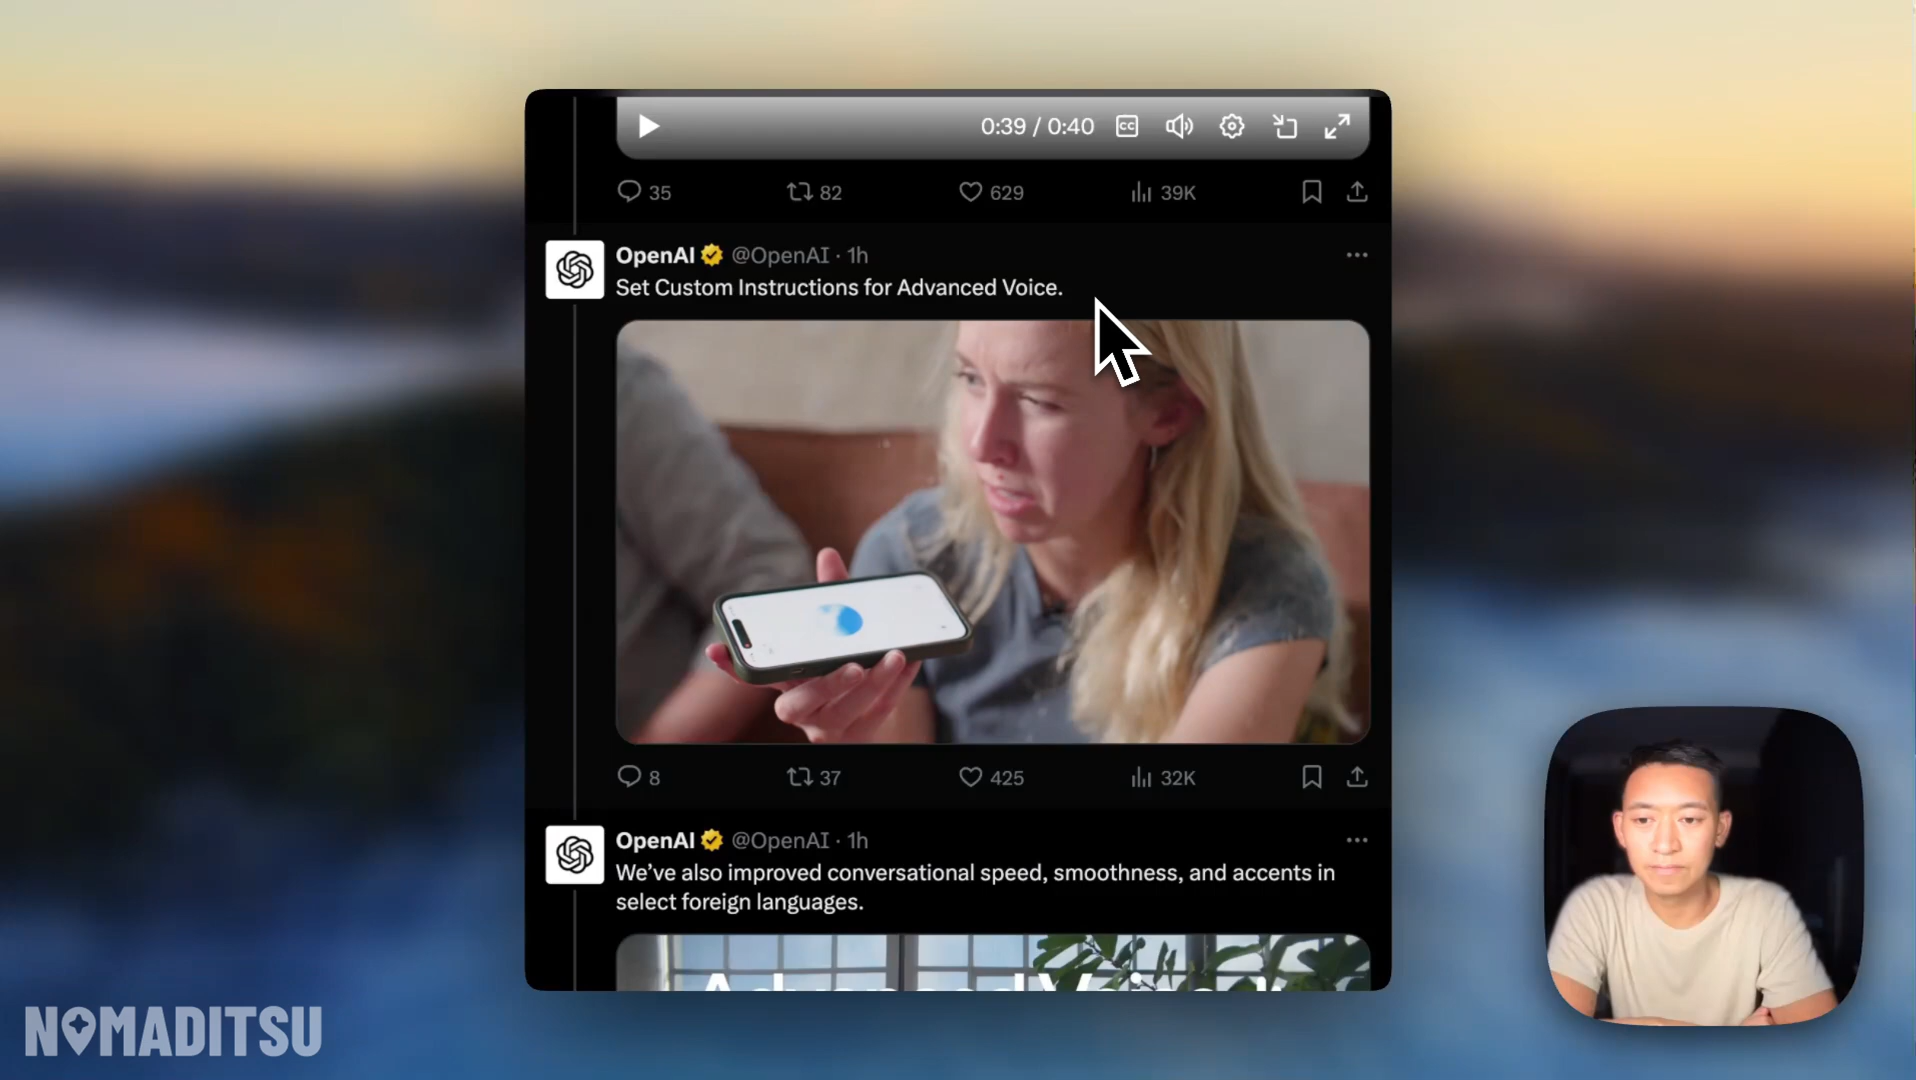 0:39 / 0:40 CC
35 82 629 39K
OpenAI @OpenAI · 1h
Set Custom Instructions for Advanced Voice.
8 37 425 32K
OpenAI @OpenAI · 1h
We’ve also improved conversational speed, smoothness, and accents in
select foreign languages.
NOMADITSU